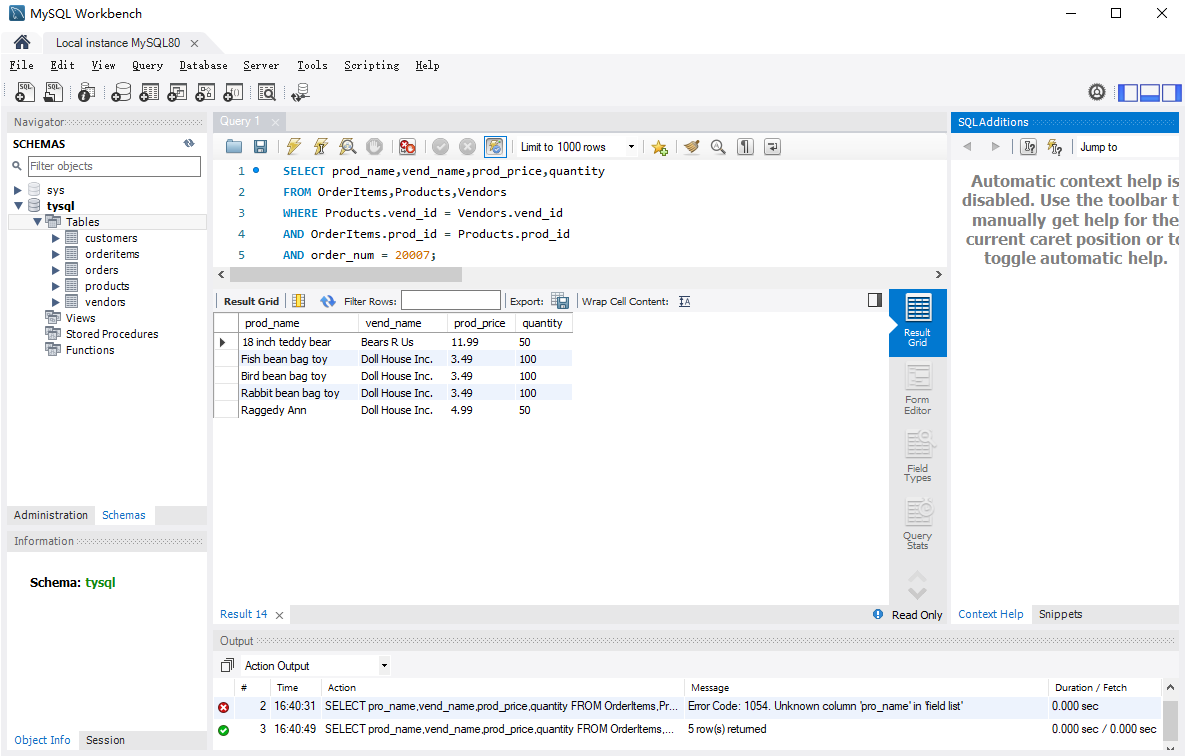 MySQL Workbench
Local instance MySQL80
File Edit View Query Database Server Tools Scripting Help
Navigator
SCHEMAS
Filter objects
sys
tysql
Tables
customers
orderitems
orders
products
vendors
Views
Stored Procedures
Functions
Administration Schemas
Information
Schema: tysql
Object Info Session
Query 1
Limit to 1000 rows
1 SELECT prod_name,vend_name,prod_price,quantity
2 FROM OrderItems,Products,Vendors
3 WHERE Products.vend_id = Vendors.vend_id
4 AND OrderItems.prod_id = Products.prod_id
5 AND order_num = 20007;
Result Grid Filter Rows: Export: Wrap Cell Content:
prod_name vend_name prod_price quantity
18 inch teddy bear Bears R Us 11.99 50
Fish bean bag toy Doll House Inc. 3.49 100
Bird bean bag toy Doll House Inc. 3.49 100
Rabbit bean bag toy Doll House Inc. 3.49 100
Raggedy Ann Doll House Inc. 4.99 50
Result
Grid
Form
Editor
Field
Types
Query
Stats
Result 14 Read Only
SQLAdditions
Jump to
Automatic context help is
disabled. Use the toolbar t
manually get help for the
current caret position or to
toggle automatic help.
Context Help Snippets
Output
Action Output
# Time Action Message Duration / Fetch
2 16:40:31 SELECT pro_name,vend_name,prod_price,quantity FROM OrderItems,Pr... Error Code: 1054. Unknown column 'pro_name' in 'field list' 0.000 sec
3 16:40:49 SELECT prod_name,vend_name,prod_price,quantity FROM OrderItems,... 5 row(s) returned 0.000 sec / 0.000 sec